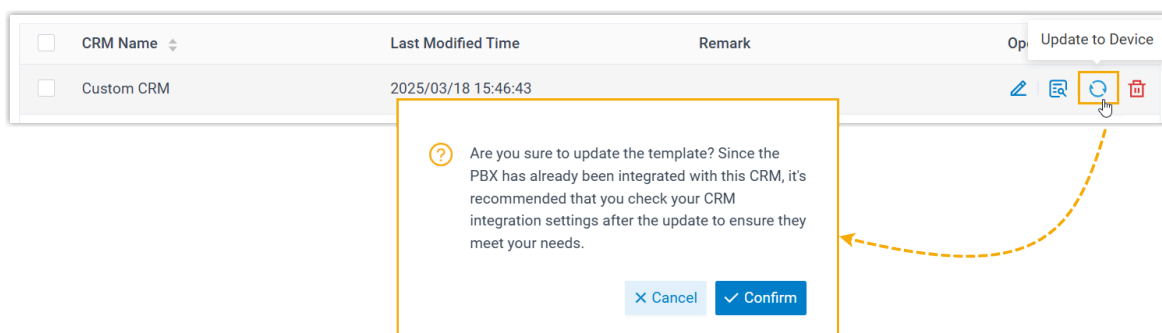 CRM Name
Last Modified Time
Remark
Op
Update to Device
Custom CRM
2025/03/18 15:46:43
Are you sure to update the template? Since the
PBX has already been integrated with this CRM, it's
recommended that you check your CRM
integration settings after the update to ensure they
meet your needs.
Cancel
Confirm